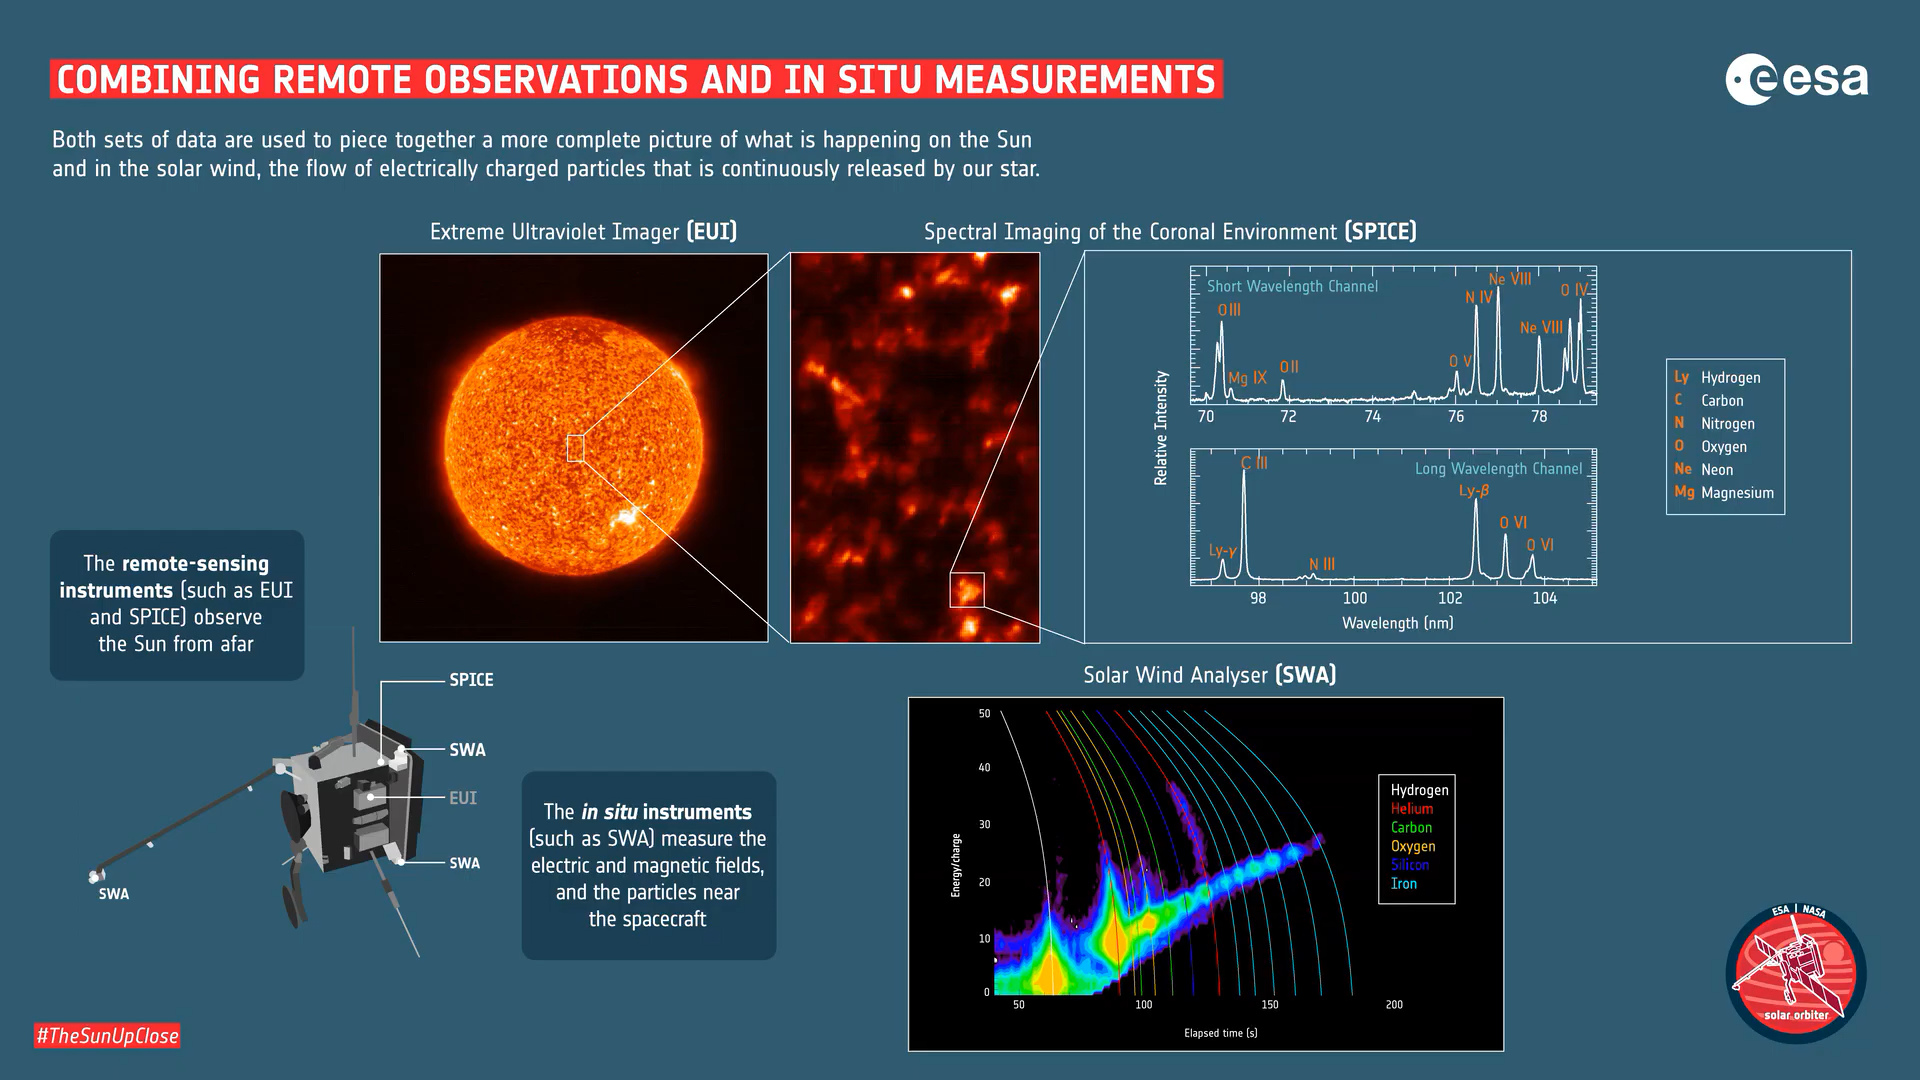 COMBINING REMOTE OBSERVATIONS AND IN SITU MEASUREMENTS
esa
Both sets of data are used to piece together a more complete picture of what is happening on the Sun
and in the solar wind, the flow of electrically charged particles that is continuously released by our star.
Extreme Ultraviolet Imager (EUI)
Spectral Imaging of the Coronal Environment (SPICE)
Short Wavelength Channel
O III
Mg IX
O II
O V
N IV
Ne VIII
Ne VIII
O IV
70 72 74 76 78
Relative Intensity
Long Wavelength Channel
Ly-γ
C III
N III
Ly-β
O VI
O VI
98 100 102 104
Wavelength (nm)
Ly Hydrogen
C Carbon
N Nitrogen
O Oxygen
Ne Neon
Mg Magnesium
The remote-sensing
instruments (such as EUI
and SPICE) observe
the Sun from afar
SPICE
SWA
EUI
SWA
SWA
The in situ instruments
(such as SWA) measure the
electric and magnetic fields,
and the particles near
the spacecraft
Solar Wind Analyser (SWA)
50
40
30
20
10
0
Energy/charge
50 100 150 200
Elapsed time (s)
Hydrogen
Helium
Carbon
Oxygen
Silicon
Iron
ESA | NASA
solar orbiter
#TheSunUpClose